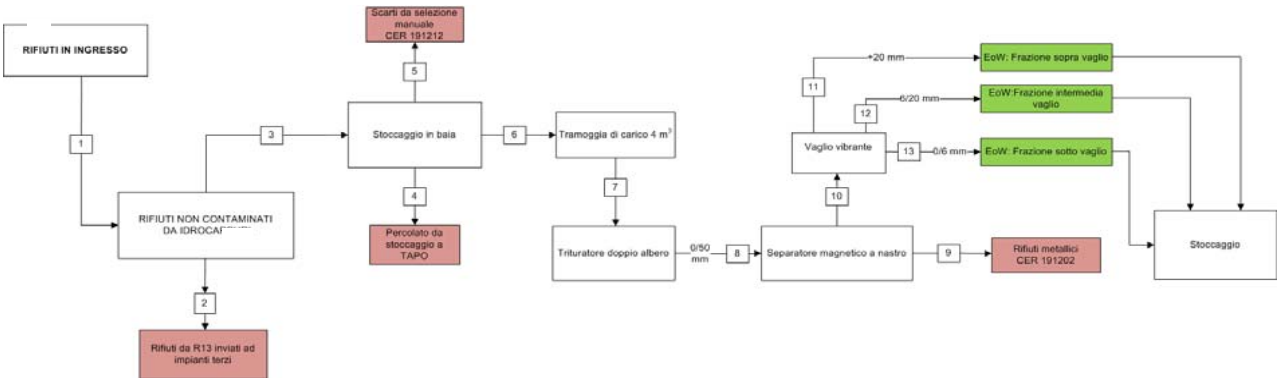 RIFIUTI IN INGRESSO
1
RIFIUTI NON CONTAMINATI
DA
2
Rifiuti da R13 inviati ad
impianti terzi
3
Scarti da selezione
manuale
CER 191212
5
Stoccaggio in baia
4
Percolato da
stoccaggio a
TAPO
6
Tramoggia di carico 4 m³
7
Trituratore doppio albero
0/50
mm
8
Separatore magnetico a nastro
9
Rifiuti metallici
CER 191202
10
Vaglio vibrante
11
+20 mm
EoW: Frazione sopra vaglio
12
6/20 mm
EoW:Frazione intermedia
vaglio
13
0/6 mm
EoW: Frazione sotto vaglio
Stoccaggio